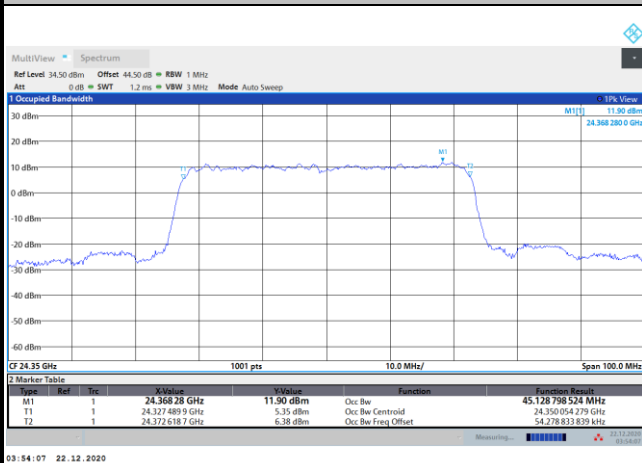 MultiView Spectrum
Ref Level 34.50 dBm Offset 44.50 dB RBW 1 MHz
Att 0 dB SWT 1.2 ms VBW 3 MHz Mode Auto Sweep
1 Occupied Bandwidth 1Pk View
M1[1] 11.90 dBm
24.368 280 0 GHz
30 dBm
20 dBm
M1
T1
T2
10 dBm
0 dBm
-10 dBm
-20 dBm
-30 dBm
-40 dBm
-50 dBm
-60 dBm
CF 24.35 GHz 1001 pts 10.0 MHz/ Span 100.0 MHz
2 Marker Table
Type Ref Trc X-Value Y-Value Function Function Result
M1 1 24.368 28 GHz 11.90 dBm Occ Bw 45.128 798 524 MHz
T1 1 24.327 489 9 GHz 5.35 dBm Occ Bw Centroid 24.350 054 279 GHz
T2 1 24.372 618 7 GHz 6.38 dBm Occ Bw Freq Offset 54.278 833 839 kHz
Measuring... 22.12.2020
03:54:07
03:54:07 22.12.2020